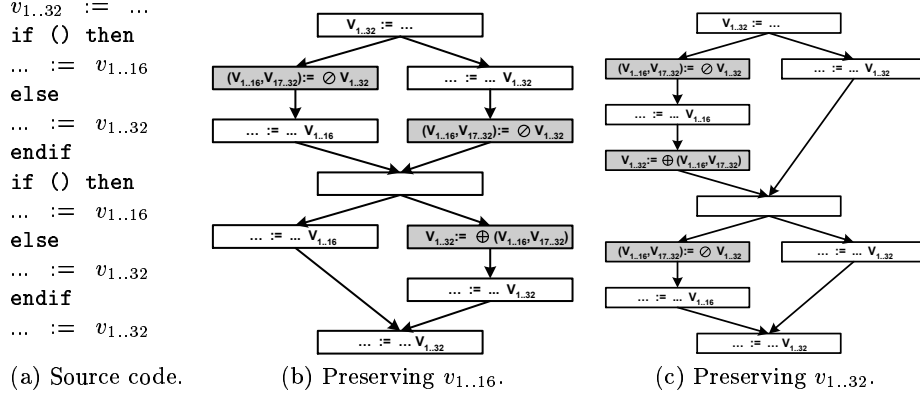 v1..32 := ...
if () then
... := v1..16
else
... := v1..32
endif
if () then
... := v1..16
else
... := v1..32
endif
... := v1..32
(a) Source code.
V1..32 := ...
(V1..16,V17..32):= ⊘ V1..32
... := ... V1..32
... := ... V1..16
(V1..16,V17..32):= ⊘ V1..32
... := ... V1..16
V1..32:= ⊕ (V1..16,V17..32)
... := ... V1..32
... := ... V1..32
(b) Preserving v1..16.
V1..32 := ...
(V1..16,V17..32):= ⊘ V1..32
... := ... V1..32
... := ... V1..16
V1..32:= ⊕ (V1..16,V17..32)
(V1..16,V17..32):= ⊘ V1..32
... := ... V1..32
... := ... V1..16
... := ... V1..32
(c) Preserving v1..32.